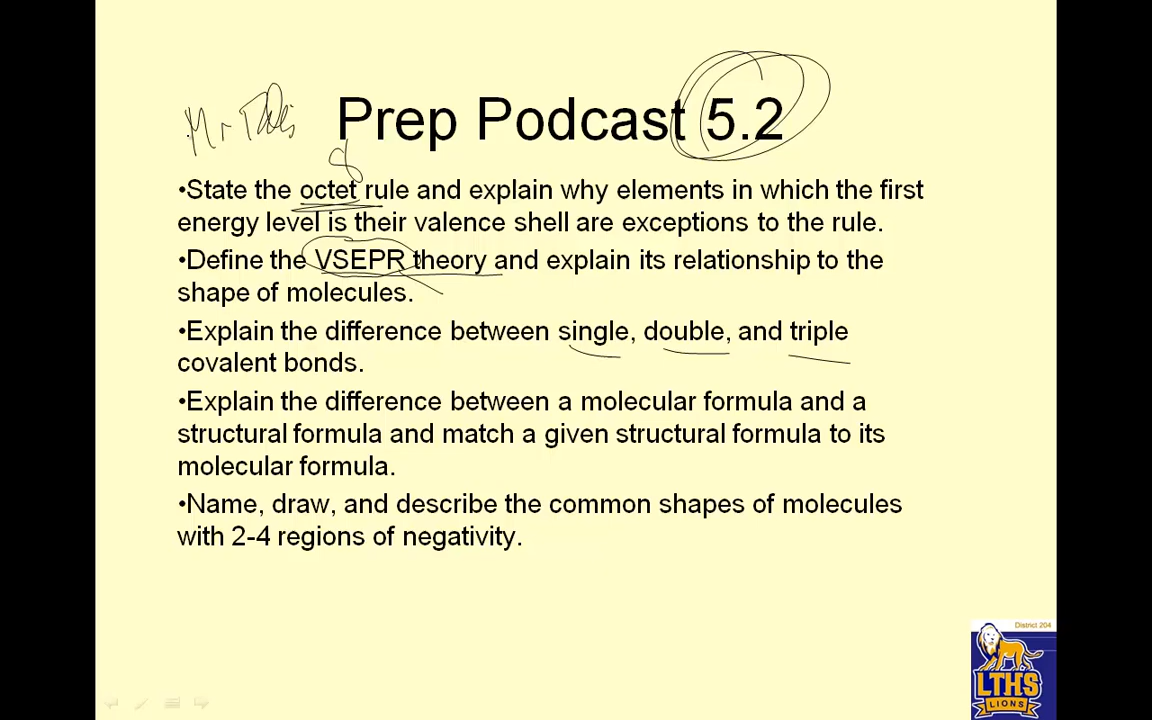 Mr
Prep Podcast 5.2
8
•State the octet rule and explain why elements in which the first
energy level is their valence shell are exceptions to the rule.
•Define the VSEPR theory and explain its relationship to the
shape of molecules.
•Explain the difference between single, double, and triple
covalent bonds.
•Explain the difference between a molecular formula and a
structural formula and match a given structural formula to its
molecular formula.
•Name, draw, and describe the common shapes of molecules
with 2-4 regions of negativity.
District 204
LTHS
LIONS